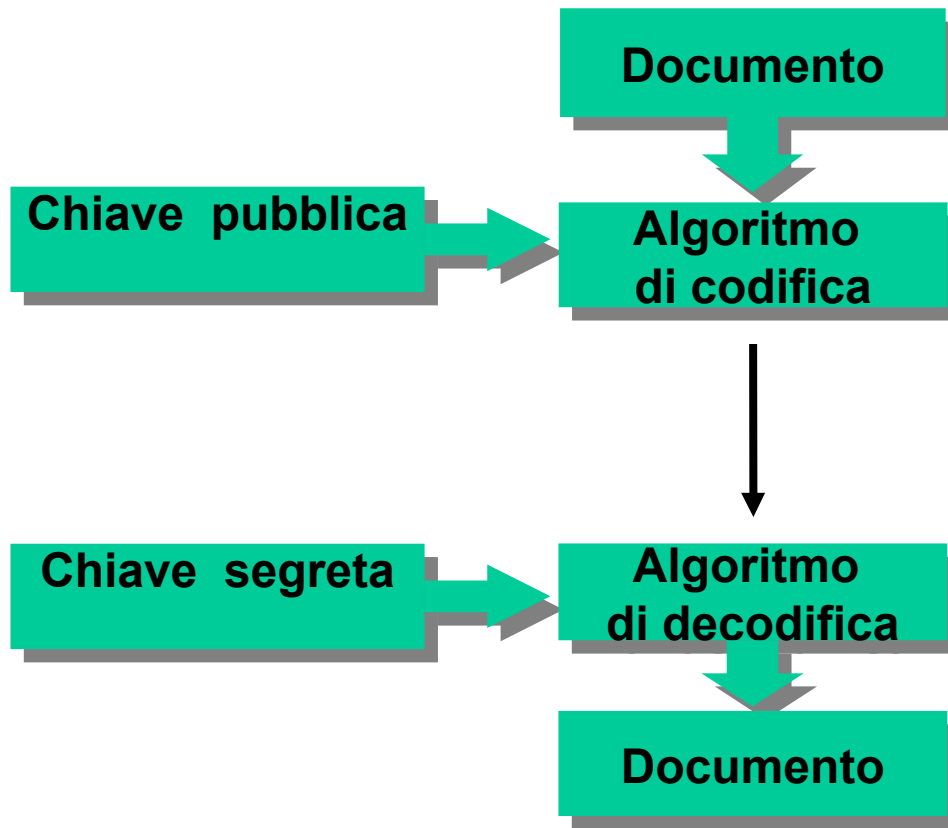 Documento
Chiave pubblica
Algoritmo
di codifica
Chiave segreta
Algoritmo
di decodifica
Documento